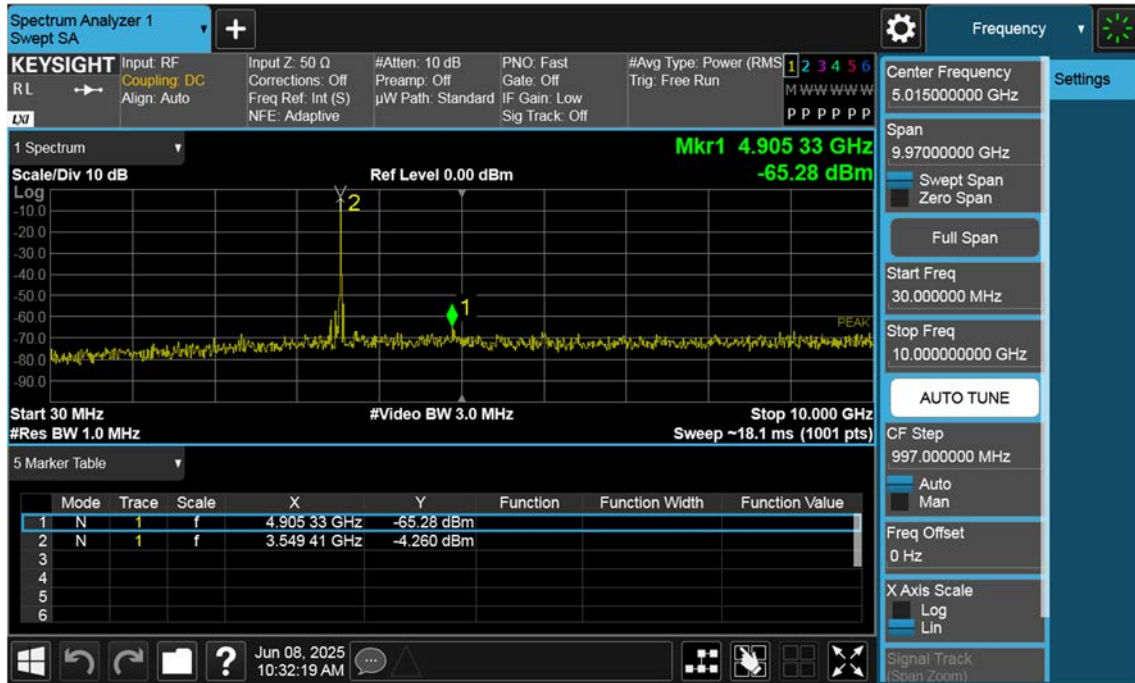 Spectrum Analyzer 1
Swept SA
+
Frequency
KEYSIGHT
RL
LXI
Input: RF
Coupling: DC
Align: Auto
Input Z: 50 Ω
Corrections: Off
Freq Ref: Int (S)
NFE: Adaptive
#Atten: 10 dB
Preamp: Off
µW Path: Standard
PNO: Fast
Gate: Off
IF Gain: Low
Sig Track: Off
#Avg Type: Power (RMS
Trig: Free Run
1 2 3 4 5 6
M W W W W W
P P P P P P
1 Spectrum
Mkr1 4.905 33 GHz
-65.28 dBm
Scale/Div 10 dB
Ref Level 0.00 dBm
Log
-10.0
-20.0
-30.0
-40.0
-50.0
-60.0
-70.0
-80.0
-90.0
2
1
PEAK
Start 30 MHz
#Video BW 3.0 MHz
Stop 10.000 GHz
#Res BW 1.0 MHz
Sweep ~18.1 ms (1001 pts)
5 Marker Table
Mode Trace Scale X Y Function Function Width Function Value
1 N 1 f 4.905 33 GHz -65.28 dBm
2 N 1 f 3.549 41 GHz -4.260 dBm
3
4
5
6
?
Jun 08, 2025
10:32:19 AM
Center Frequency
5.015000000 GHz
Settings
Span
9.97000000 GHz
Swept Span
Zero Span
Full Span
Start Freq
30.000000 MHz
Stop Freq
10.000000000 GHz
AUTO TUNE
CF Step
997.000000 MHz
Auto
Man
Freq Offset
0 Hz
X Axis Scale
Log
Lin
Signal Track
(Span Zoom)